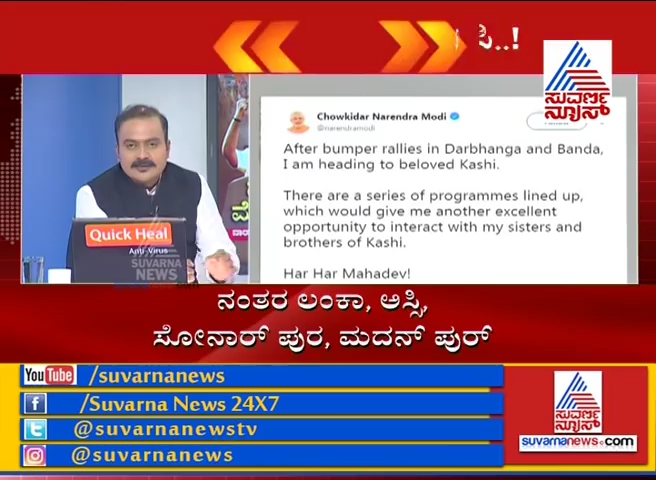 ಸಿ..!
ಸುವರ್ಣ
ನ್ಯೂಸ್
Chowkidar Narendra Modi
@narendramodi
After bumper rallies in Darbhanga and Banda,
I am heading to beloved Kashi.
There are a series of programmes lined up,
which would give me another excellent
opportunity to interact with my sisters and
brothers of Kashi.
Har Har Mahadev!
Quick Heal
Anti-Virus
SUVARNA
NEWS
ನಂತರ ಲಂಕಾ, ಅಸ್ಸಿ,
ಸೋನಾರ್ ಪುರ, ಮದನ್ ಪುರ್
YouTube /suvarnanews
/Suvarna News 24X7
@suvarnanewstv
@suvarnanews
ಸುವರ್ಣ
ನ್ಯೂಸ್
suvarnanews.com